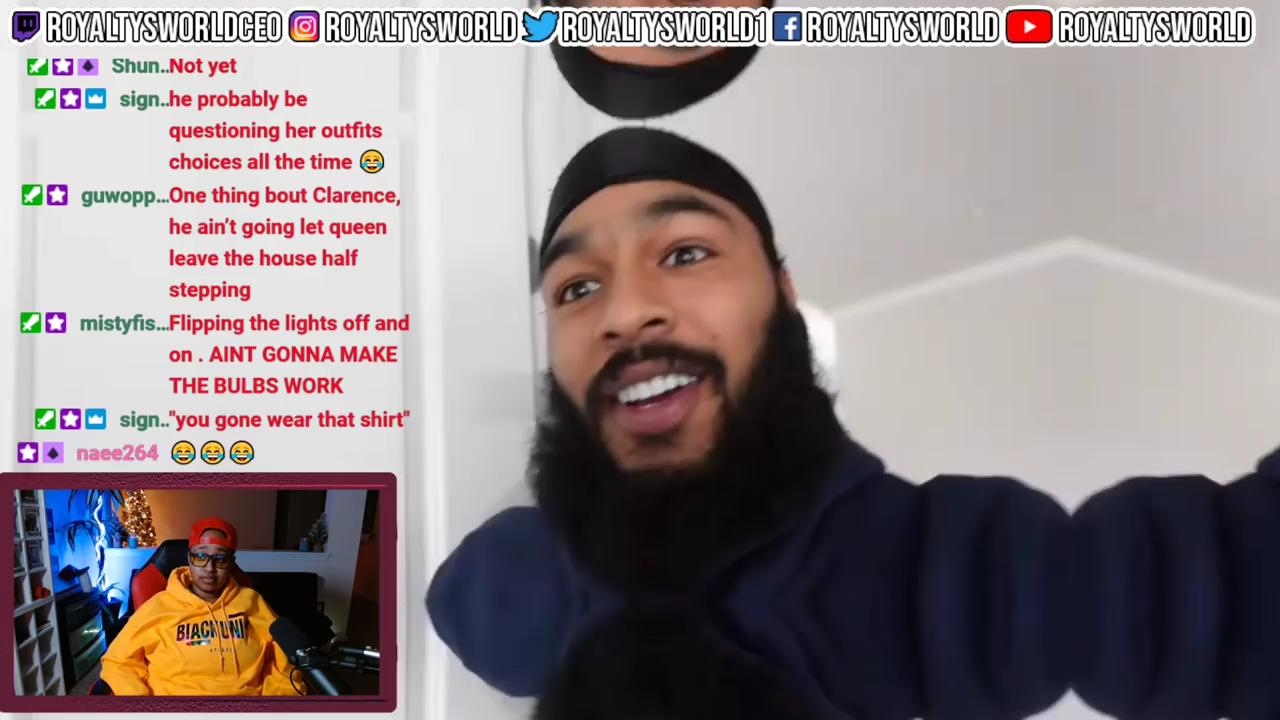 ROYALTYSWORLDCEO ROYALTYSWORLD ROYALTYSWORLD1 ROYALTYSWORLD ROYALTYSWORLD
Shun.. Not yet
sign.. he probably be
questioning her outfits
choices all the time 😂
guwopp... One thing bout Clarence,
he ain't going let queen
leave the house half
stepping
mistyfis... Flipping the lights off and
on . AINT GONNA MAKE
THE BULBS WORK
sign.. "you gone wear that shirt"
naee264 😂😂😂